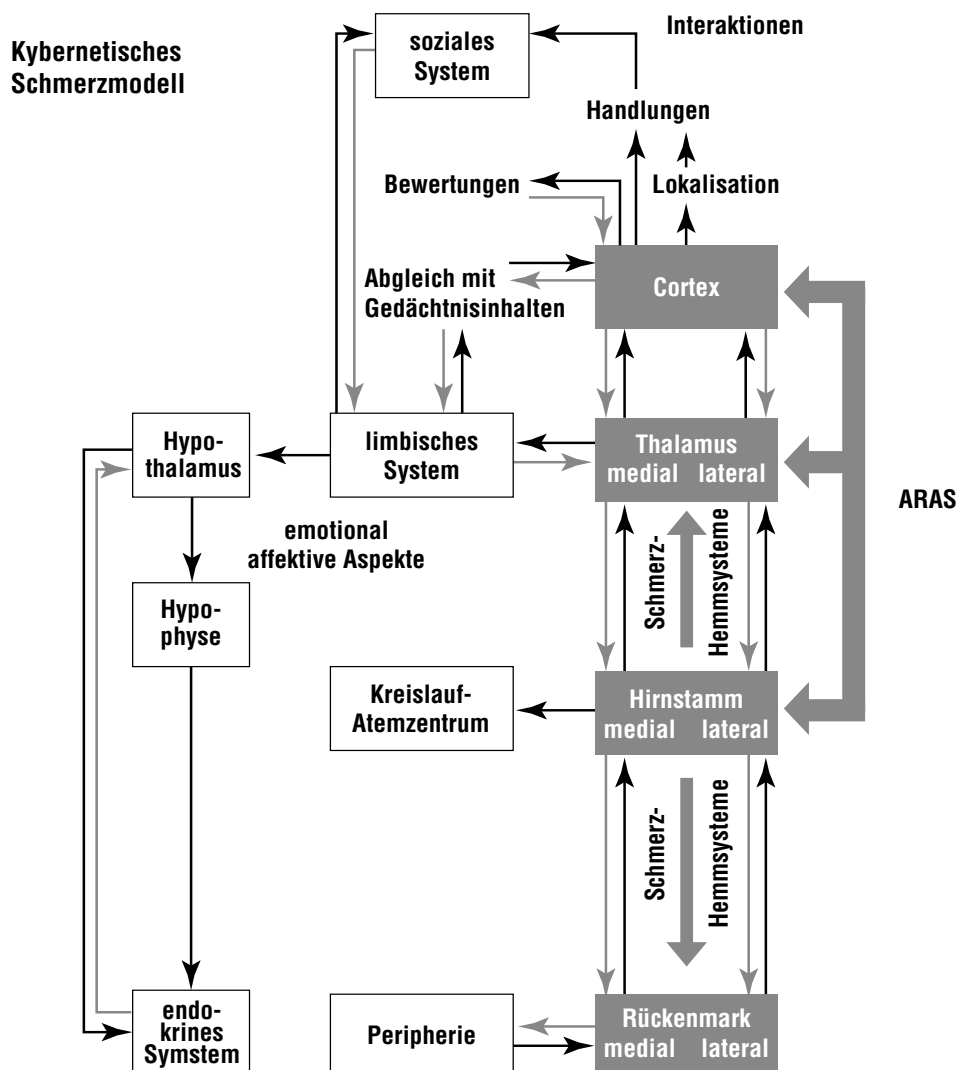 Kybernetisches
Schmerzmodell
soziales
System
Interaktionen
Handlungen
Bewertungen
Lokalisation
Abgleich mit
Gedächtnisinhalten
Cortex
Hypo-
thalamus
limbisches
System
Thalamus
medial lateral
ARAS
emotional
affektive Aspekte
Schmerz-
Hemmsysteme
Hypo-
physe
Kreislauf-
Atemzentrum
Hirnstamm
medial lateral
Schmerz-
Hemmsysteme
endo-
krines
Symstem
Peripherie
Rückenmark
medial lateral